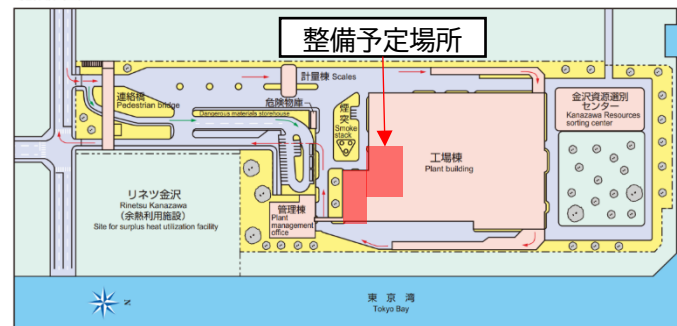 整備予定場所
計量棟 Scales
連絡橋
Pedestrian bridge
危険物庫
Dangerous materials storehouse
煙突
Smoke
stack
金沢資源選別
センター
Kanazawa Resources
sorting center
工場棟
Plant building
リネツ金沢
Rinetsu Kanazawa
(余熱利用施設)
Site for surplus heat utilization facility
管理棟
Plant
management
office
N
東京湾
Tokyo Bay